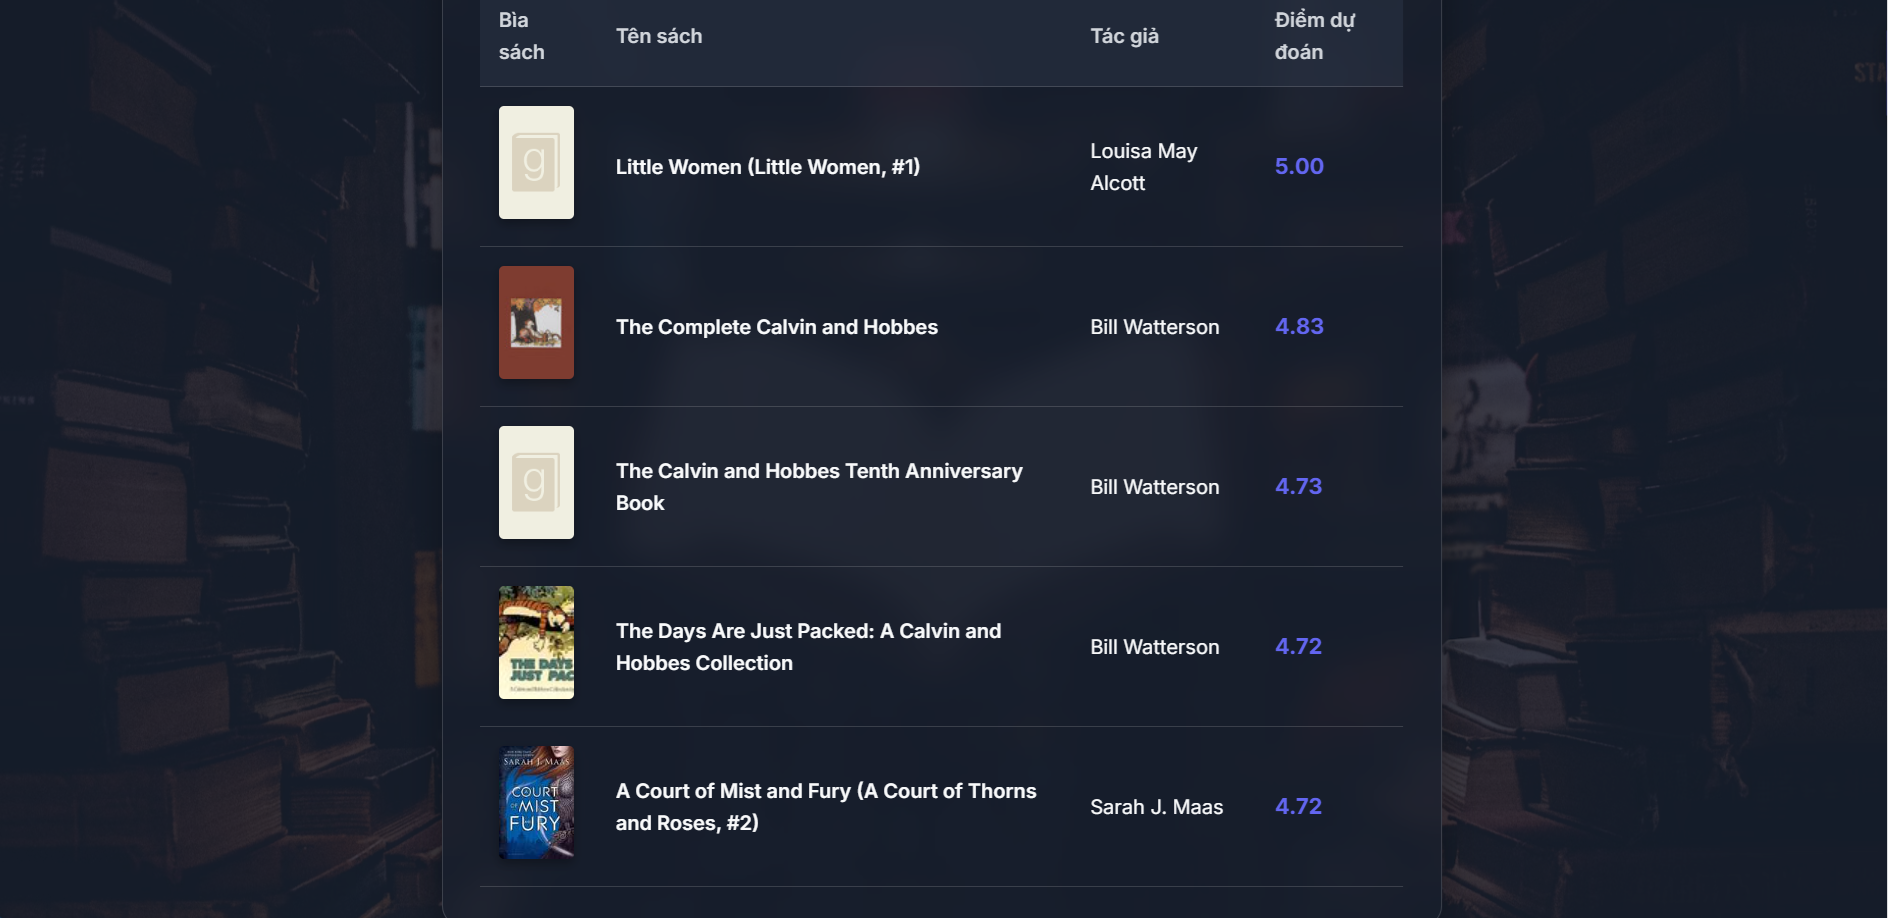 Bìa sách
Tên sách
Tác giả
Điểm dự đoán
g
Little Women (Little Women, #1)
Louisa May
Alcott
5.00
The Complete Calvin and Hobbes
Bill Watterson
4.83
g
The Calvin and Hobbes Tenth Anniversary
Book
Bill Watterson
4.73
THE DAYS
JUST PAC
The Days Are Just Packed: A Calvin and
Hobbes Collection
Bill Watterson
4.72
SARAH J. MAAS
COURT
OF MIST
FURY
A Court of Mist and Fury (A Court of Thorns
and Roses, #2)
Sarah J. Maas
4.72